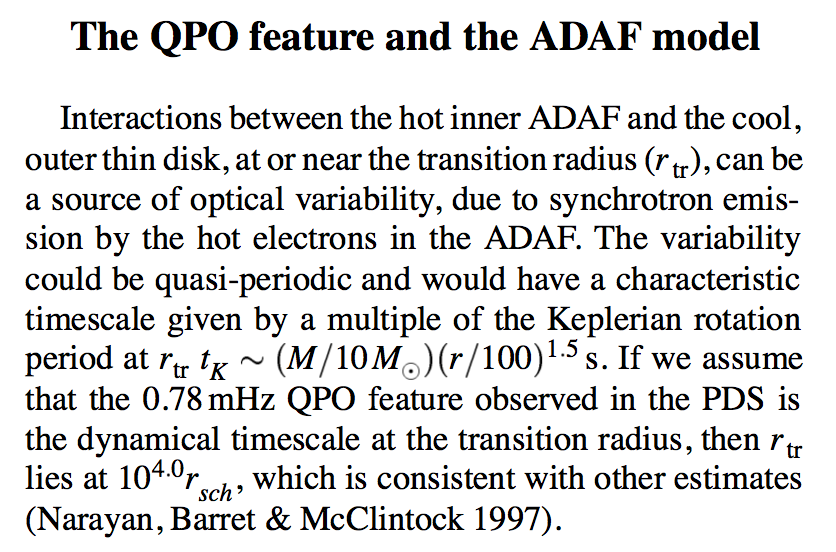 The QPO feature and the ADAF model
Interactions between the hot inner ADAF and the cool,
outer thin disk, at or near the transition radius (r_tr), can be
a source of optical variability, due to synchrotron emis-
sion by the hot electrons in the ADAF. The variability
could be quasi-periodic and would have a characteristic
timescale given by a multiple of the Keplerian rotation
period at r_tr t_K ∼ (M/10M_⊙)(r/100)^1.5 s. If we assume
that the 0.78 mHz QPO feature observed in the PDS is
the dynamical timescale at the transition radius, then r_tr
lies at 10^4.0 r_sch, which is consistent with other estimates
(Narayan, Barret & McClintock 1997).